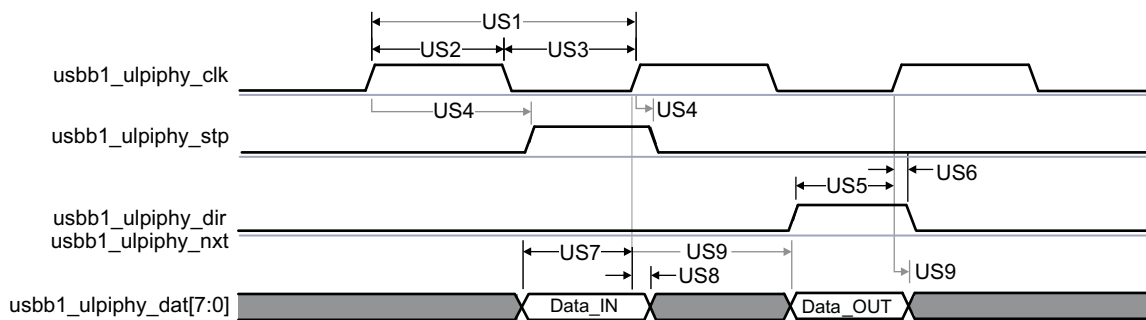 US1
US2
US3
usbb1_ulpiphy_clk
US4
US4
usbb1_ulpiphy_stp
US5
US6
usbb1_ulpiphy_dir
usbb1_ulpiphy_nxt
US7
US9
US8
US9
usbb1_ulpiphy_dat[7:0]
Data_IN
Data_OUT